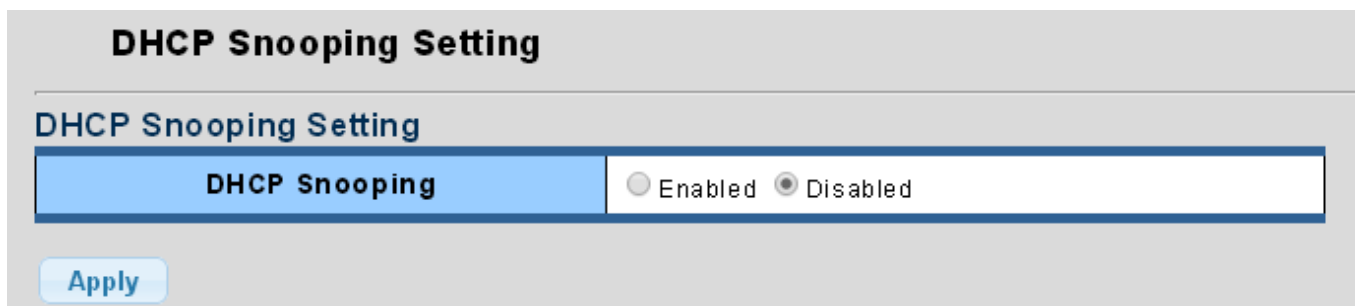 DHCP Snooping Setting
DHCP Snooping Setting
DHCP Snooping Enabled Disabled
Apply